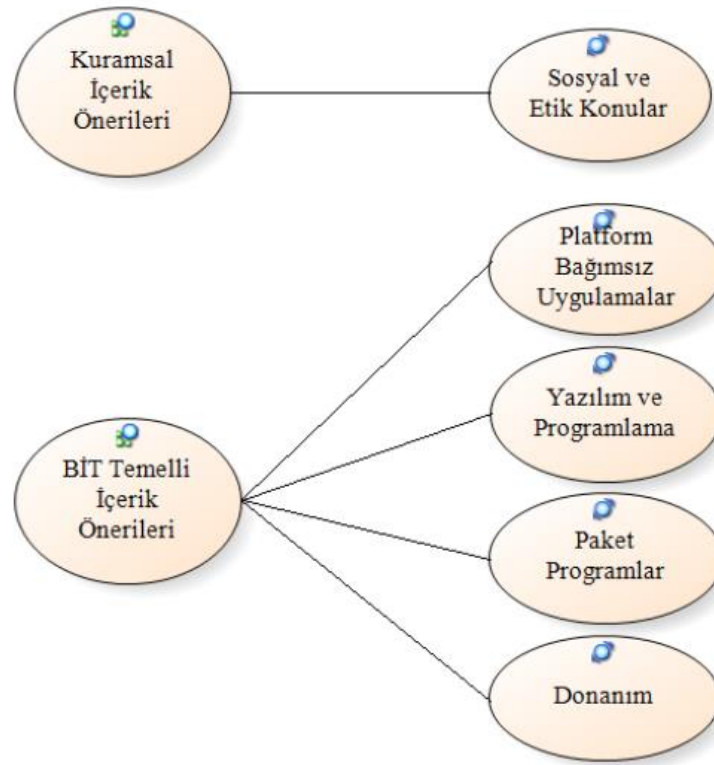 Kuramsal
İçerik
Önerileri
Sosyal ve
Etik Konular
Platform
Bağımsız
Uygulamalar
Yazılım ve
Programlama
BİT Temelli
İçerik
Önerileri
Paket
Programlar
Donanım